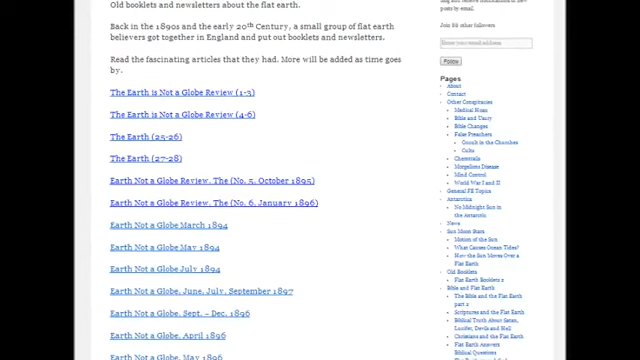 Old booklets and newsletters about the flat earth.
Back in the 1890s and the early 20th Century, a small group of flat earth
believers got together in England and put out booklets and newsletters.
Read the fascinating articles that they had. More will be added as time goes
by.
The Earth is Not a Globe Review (1-3)
The Earth is Not a Globe Review (4-6)
The Earth (25-26)
The Earth (27-28)
Earth Not a Globe Review, The (No. 5, October 1895)
Earth Not a Globe Review, The (No. 6, January 1896)
Earth Not a Globe March 1894
Earth Not a Globe May 1894
Earth Not a Globe July 1894
Earth Not a Globe, June, July, September 1897
Earth Not a Globe, Sept. – Dec. 1896
Earth Not a Globe, April 1896
Earth Not a Globe, May 1896
posts by email.
Join 86 other followers
Enter your email address
Follow
Pages
About
Contact
Other Conspiracies
Medical Hoax
Bible and Usury
Bible Changes
False Preachers
Occult in the Churches
Cults
Chemtrails
Morgellons Disease
Mind Control
World War I and II
General FE Topics
Antarctica
No Midnight Sun in
the Antarctic
News
Sun Moon Stars
Motion of the Sun
What Causes Ocean Tides?
How the Sun Moves Over a
Flat Earth
Old Booklets
Flat Earth Booklets 2
Bible and Flat Earth
The Bible and the Flat Earth
part 2
Scriptures and the Flat Earth
Biblical Truth About Satan,
Lucifer, Devils and Hell
Christians and the Flat Earth
Flat Earth Answers
Biblical Questions